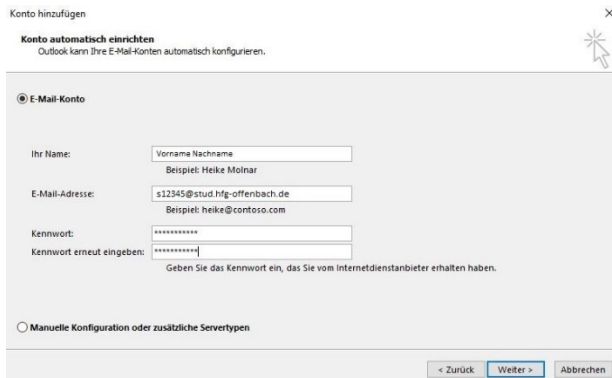 Konto hinzufügen
Konto automatisch einrichten
Outlook kann Ihre E-Mail-Konten automatisch konfigurieren.
E-Mail-Konto
Ihr Name: Vorname Nachname
Beispiel: Heike Molnar
E-Mail-Adresse: s12345@stud.hfg-offenbach.de
Beispiel: heike@contoso.com
Kennwort: ***********
Kennwort erneut eingeben: ***********
Geben Sie das Kennwort ein, das Sie vom Internetdienstanbieter erhalten haben.
Manuelle Konfiguration oder zusätzliche Servertypen
< Zurück Weiter > Abbrechen